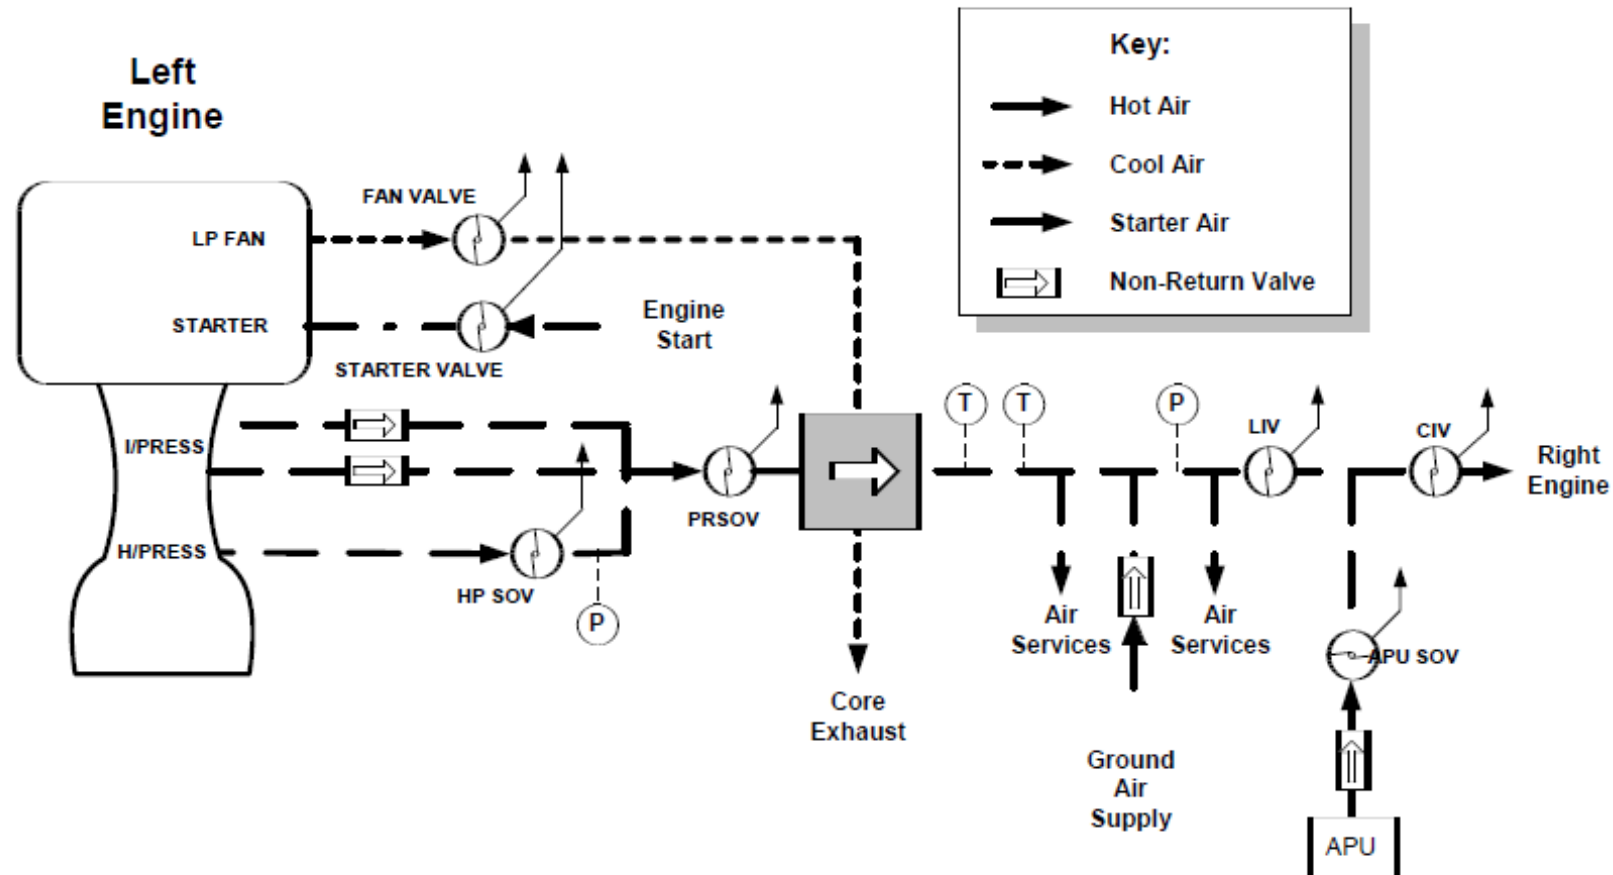 Left
Engine
Key:
Hot Air
Cool Air
Starter Air
Non-Return Valve
FAN VALVE
LP FAN
STARTER
Engine
Start
STARTER VALVE
T
T
P
LIV
CIV
I/PRESS
Right
Engine
PRSOV
H/PRESS
HP SOV
P
Air
Services
Air
Services
APU SOV
Core
Exhaust
Ground
Air
Supply
APU